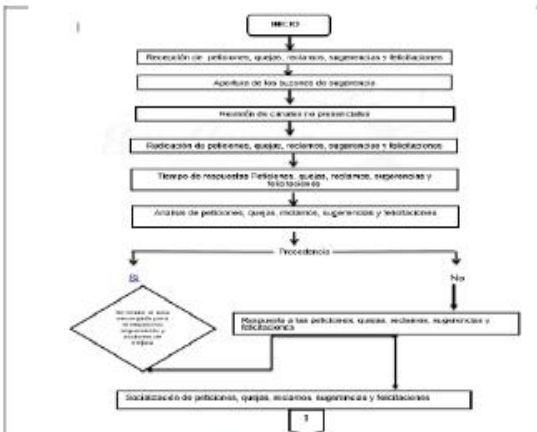 INICIO
Recepción de peticiones, quejas, reclamos, sugerencias y felicitaciones
Apertura de los buzones de sugerencia
Revisión de canales no presenciales
Radicación de peticiones, quejas, reclamos, sugerencias y felicitaciones
Tiempo de respuestas Peticiones, quejas, reclamos, sugerencias y
felicitaciones
Análisis de peticiones, quejas, reclamos, sugerencias y felicitaciones
Procedencia
Si
No
encargada para
Respuesta a las peticiones, quejas, reclamos, sugerencias y
felicitaciones
Socialización de peticiones, quejas, reclamos, sugerencias y felicitaciones
1